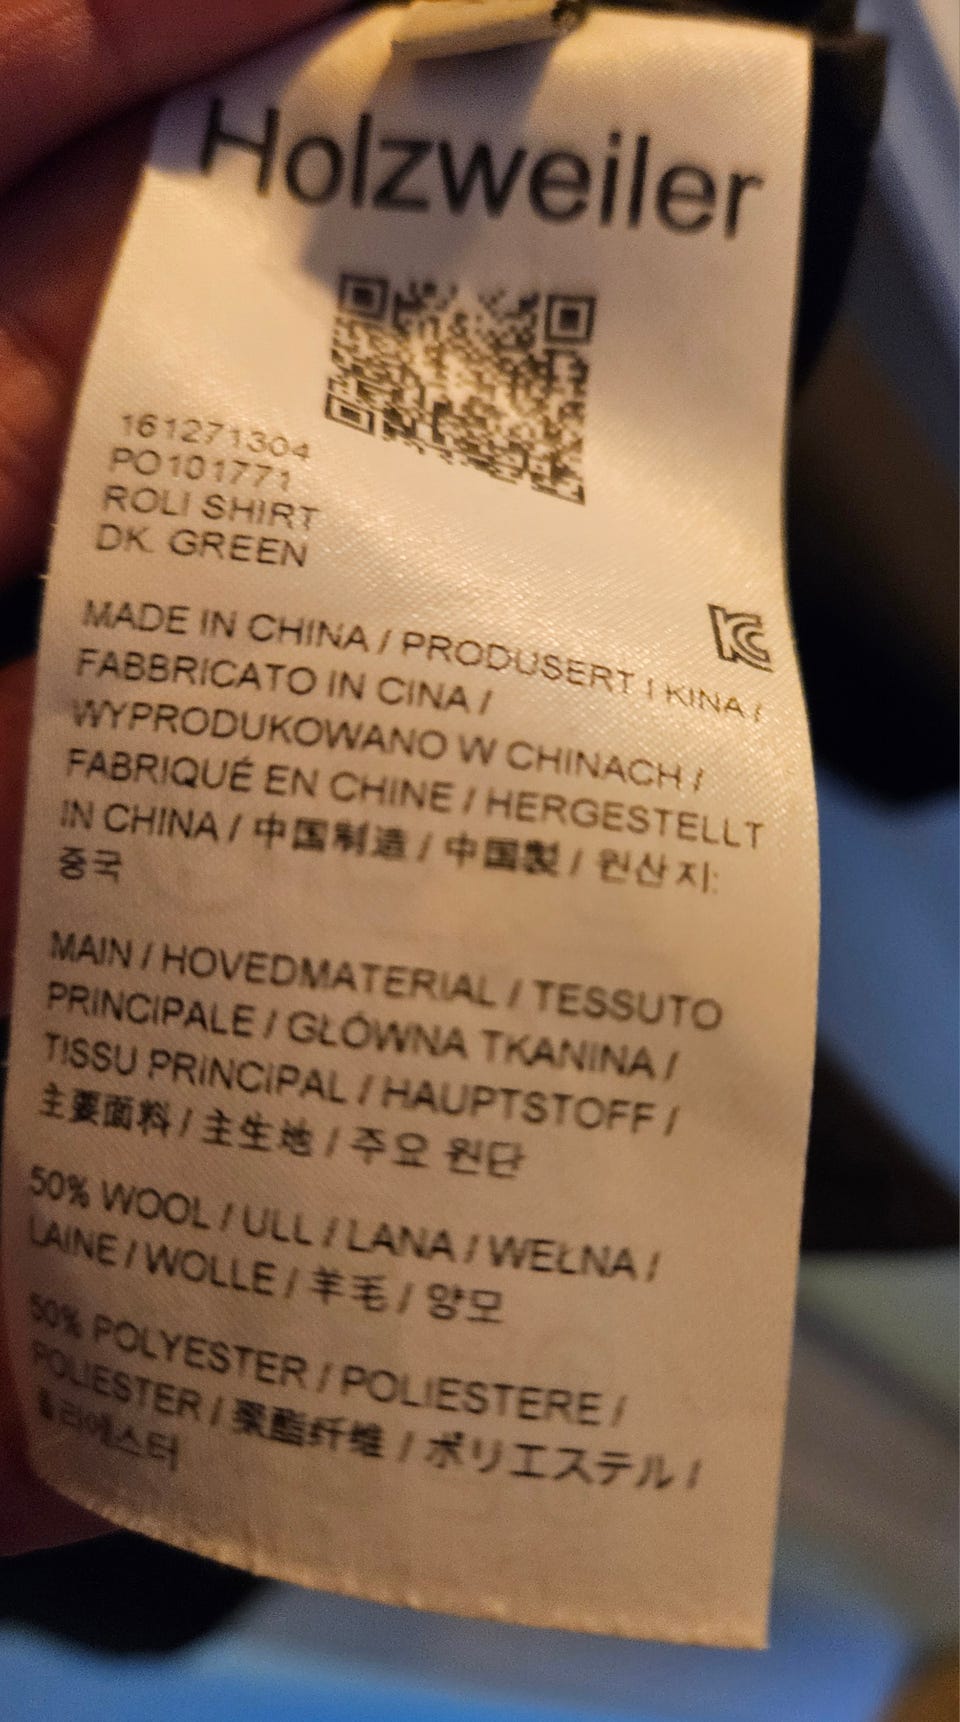 Holzweiler
161271304
PO101771
ROLI SHIRT
DK. GREEN
MADE IN CHINA / PRODUSERT I KINA /
FABBRICATO IN CINA /
WYPRODUKOWANO W CHINACH /
FABRIQUÉ EN CHINE / HERGESTELLT
IN CHINA / 中国制造 / 中国製 / 원산지:
중국
MAIN / HOVEDMATERIAL / TESSUTO
PRINCIPALE / GŁÓWNA TKANINA /
TISSU PRINCIPAL / HAUPTSTOFF /
主要面料 / 主生地 / 주요 원단
50% WOOL / ULL / LANA / WEŁNA /
LAINE / WOLLE / 羊毛 / 양모
50% POLYESTER / POLIESTERE /
POLIESTER / 聚酯纤维 / ポリエステル /
폴리에스터